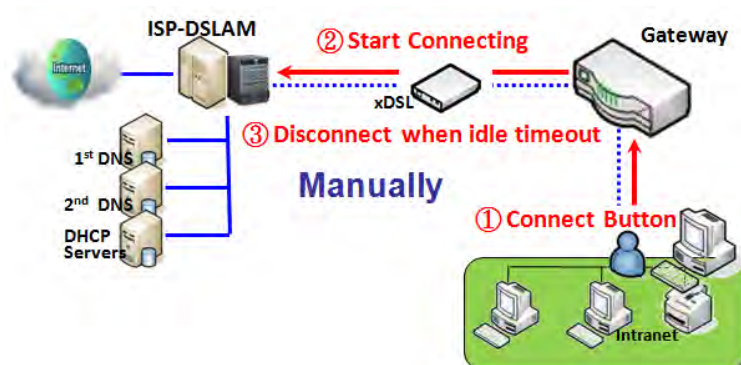 ISP-DSLAM
② Start Connecting
Gateway
Internet
xDSL
③ Disconnect when idle timeout
1st DNS
Manually
2nd DNS
① Connect Button
DHCP
Servers
Intranet